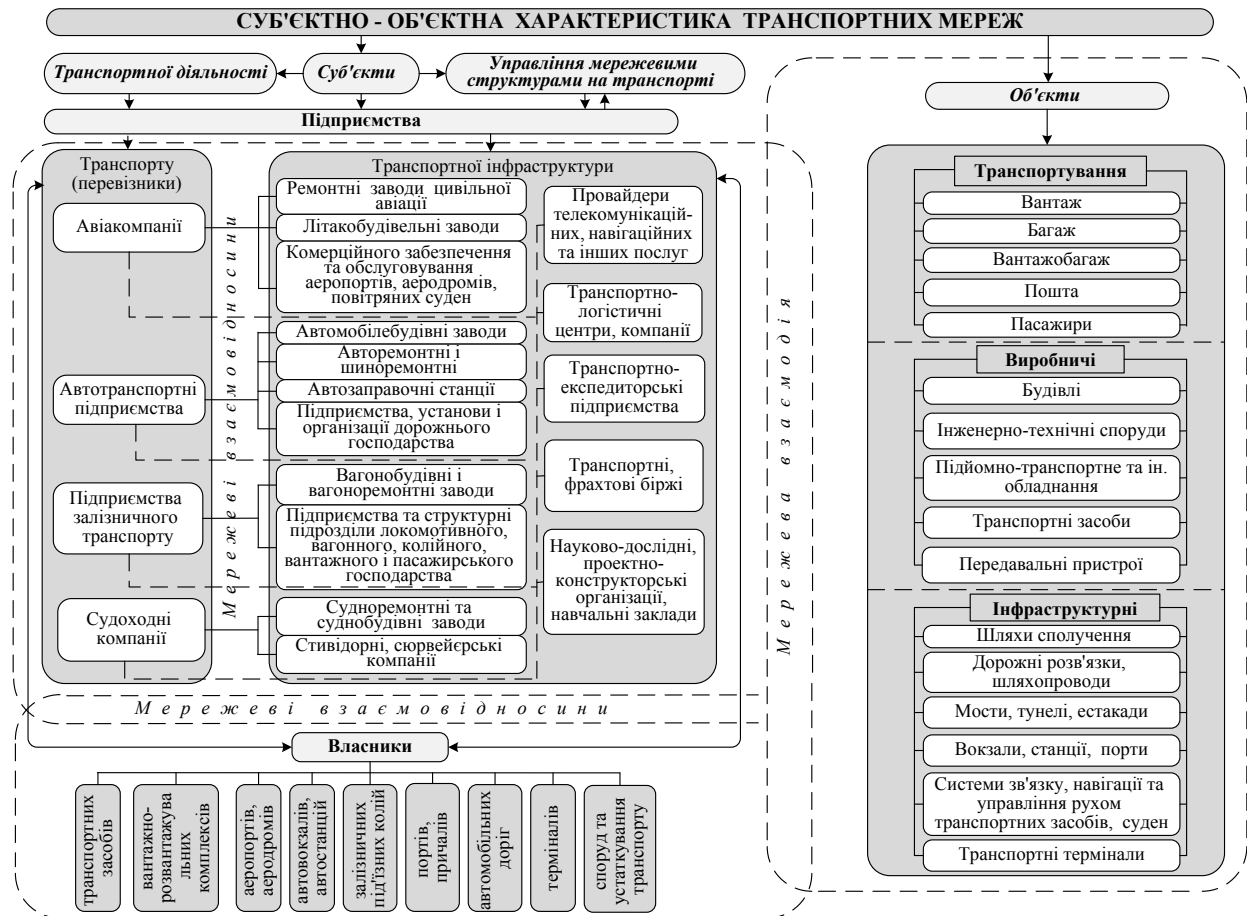 СУБ'ЄКТНО - ОБ'ЄКТНА ХАРАКТЕРИСТИКА ТРАНСПОРТНИХ МЕРЕЖ
Транспортної діяльності
Суб'єкти
Управління мережевими
структурами на транспорті
Підприємства
Транспорту
(перевізники)
Авіакомпанії
Автотранспортні
підприємства
Підприємства
залізничного
транспорту
Судоходні
компанії
Мережеві взаємовідносини
Транспортної інфраструктури
Ремонтні заводи цивільної
авіації
Літакобудівельні заводи
Комерційного забезпечення
та обслуговування
аеропортів, аеродромів,
повітряних суден
Автомобілебудівні заводи
Авторемонтні і
шиноремонтні
Автозаправочні станції
Підприємства, установи і
організації дорожнього
господарства
Вагонобудівні і
вагоноремонтні заводи
Підприємства та структурні
підрозділи локомотивного,
вагонного, колійного,
вантажного і пасажирського
господарства
Судноремонтні та
суднобудівні заводи
Стивідорні, сюрвейєрські
компанії
Провайдери
телекомунікацій-
них, навігаційних
та інших послуг
Транспортно-
логістичні
центри, компанії
Транспортно-
експедиторські
підприємства
Транспортні,
фрахтові біржі
Науково-дослідні,
проектно-
конструкторські
організації,
навчальні заклади
Мережеві взаємовідносини
Власники
транспортних
засобів
вантажно-
розвантажува
льних
комплексів
аеропортів,
аеродромів
автовокзалів,
автостанцій
залізничних
під'їзних колій
портів,
причалів
автомобільних
доріг
терміналів
споруд та
устаткування
транспорту
Мережева взаємодія
Об'єкти
Транспортування
Вантаж
Багаж
Вантажобагаж
Пошта
Пасажири
Виробничі
Будівлі
Інженерно-технічні споруди
Підйомно-транспортне та ін.
обладнання
Транспортні засоби
Передавальні пристрої
Інфраструктурні
Шляхи сполучення
Дорожні розв'язки,
шляхопроводи
Мости, тунелі, естакади
Вокзали, станції, порти
Системи зв'язку, навігації та
управління рухом
транспортних засобів, суден
Транспортні термінали